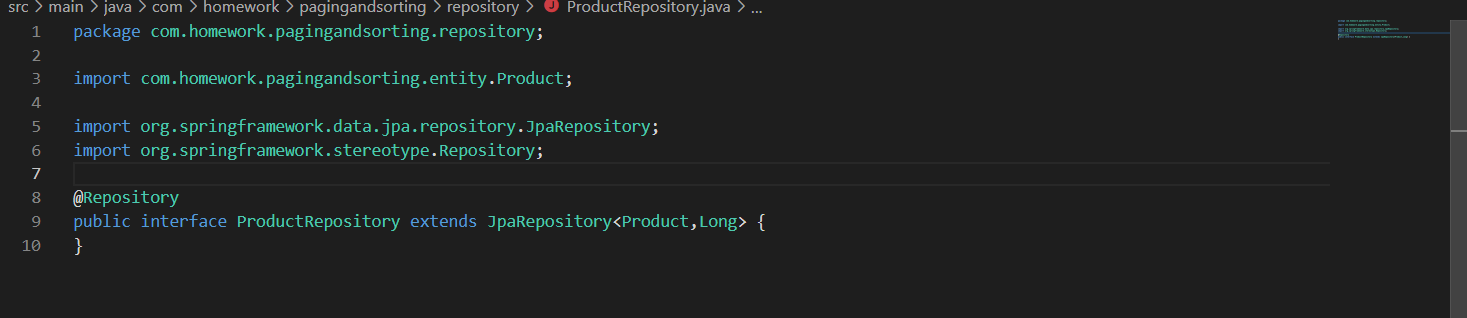 src > main > java > com > homework > pagingandsorting > repository > J ProductRepository.java > ...
1 package com.homework.pagingandsorting.repository;
2
3 import com.homework.pagingandsorting.entity.Product;
4
5 import org.springframework.data.jpa.repository.JpaRepository;
6 import org.springframework.stereotype.Repository;
7
8 @Repository
9 public interface ProductRepository extends JpaRepository<Product,Long> {
10 }